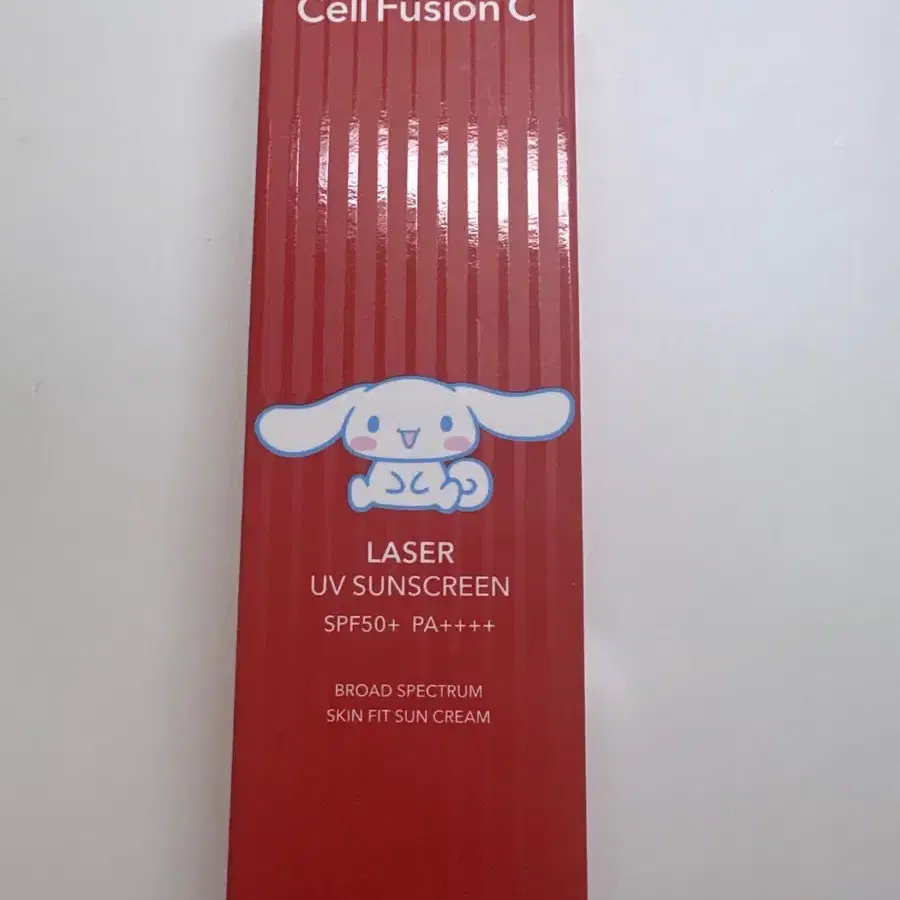 Cell Fusion C
LASER
UV SUNSCREEN
SPF50+ PA++++
BROAD SPECTRUM
SKIN FIT SUN CREAM